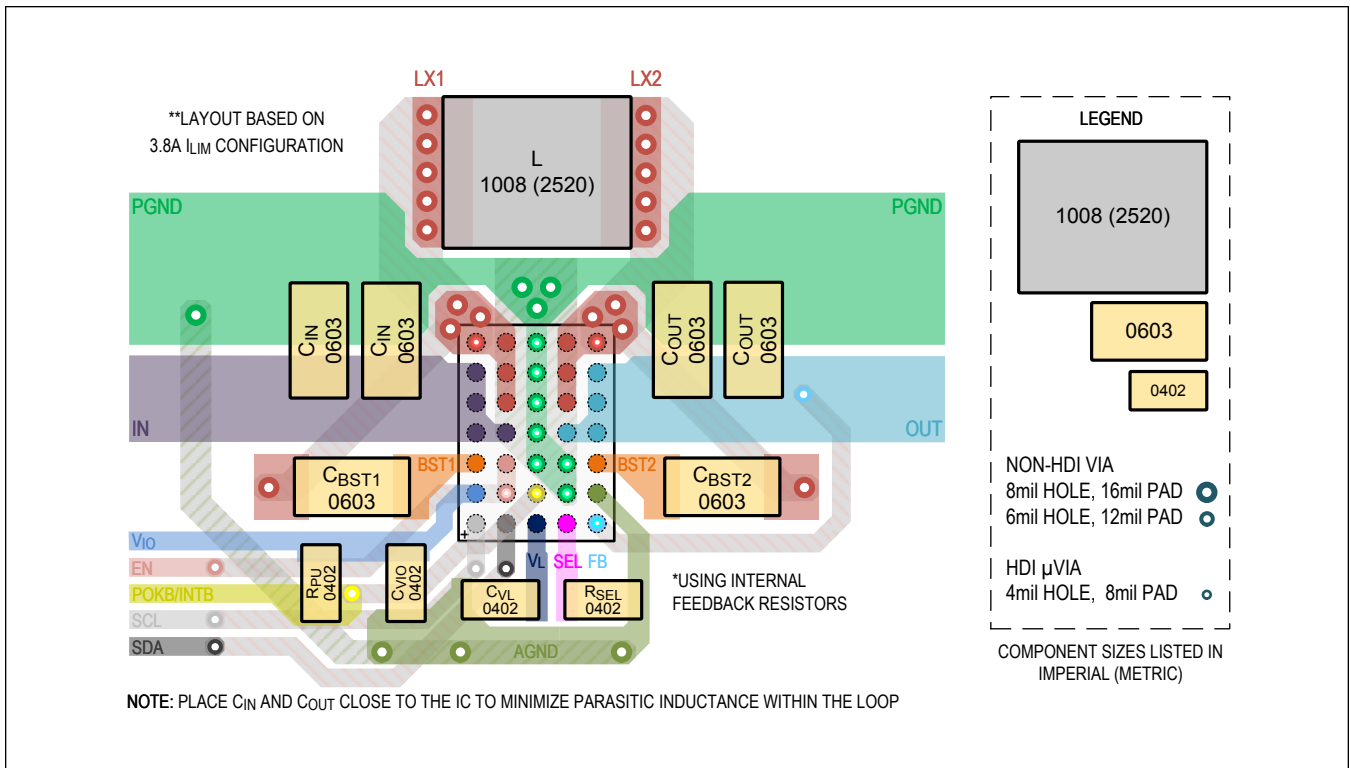 LX1
LX2
**LAYOUT BASED ON
3.8A ILIM CONFIGURATION
L
1008 (2520)
PGND
PGND
CIN
0603
CIN
0603
COUT
0603
COUT
0603
IN
OUT
BST1
BST2
CBST1
0603
CBST2
0603
+
VIO
EN
POKB/INTB
SCL
SDA
RPU
0402
CVIO
0402
VL
SEL
FB
CVL
0402
RSEL
0402
*USING INTERNAL
FEEDBACK RESISTORS
AGND
NOTE: PLACE CIN AND COUT CLOSE TO THE IC TO MINIMIZE PARASITIC INDUCTANCE WITHIN THE LOOP
LEGEND
1008 (2520)
0603
0402
NON-HDI VIA
8mil HOLE, 16mil PAD
6mil HOLE, 12mil PAD
HDI µVIA
4mil HOLE, 8mil PAD
COMPONENT SIZES LISTED IN
IMPERIAL (METRIC)